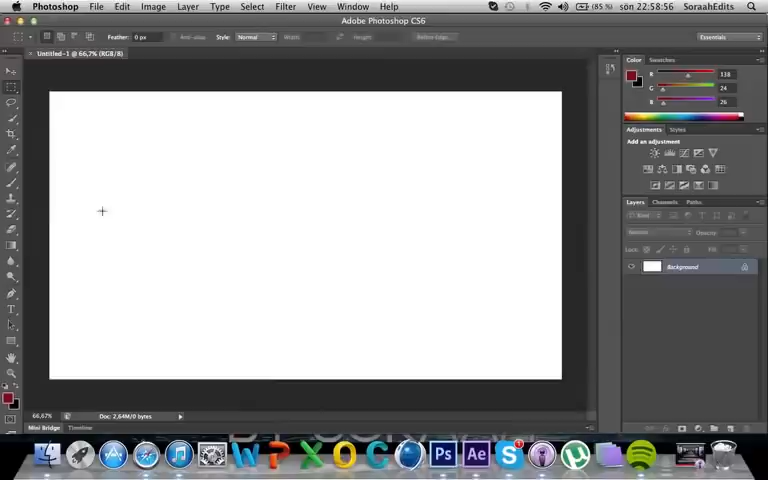 Photoshop File Edit Image Layer Type Select Filter View Window Help (85 %) sön 22:58:56 SoraahEdits
Adobe Photoshop CS6
Feather: 0 px Anti-alias Style: Normal Width: Height: Refine Edge... Essentials
Untitled-1 @ 66,7% (RGB/8)
Color Swatches
R 138
G 24
B 26
Adjustments Styles
Add an adjustment
Layers Channels Paths
Kind
Normal Opacity:
Lock: Fill:
Background
66,67% Doc: 2,64M/0 bytes
Mini Bridge Timeline